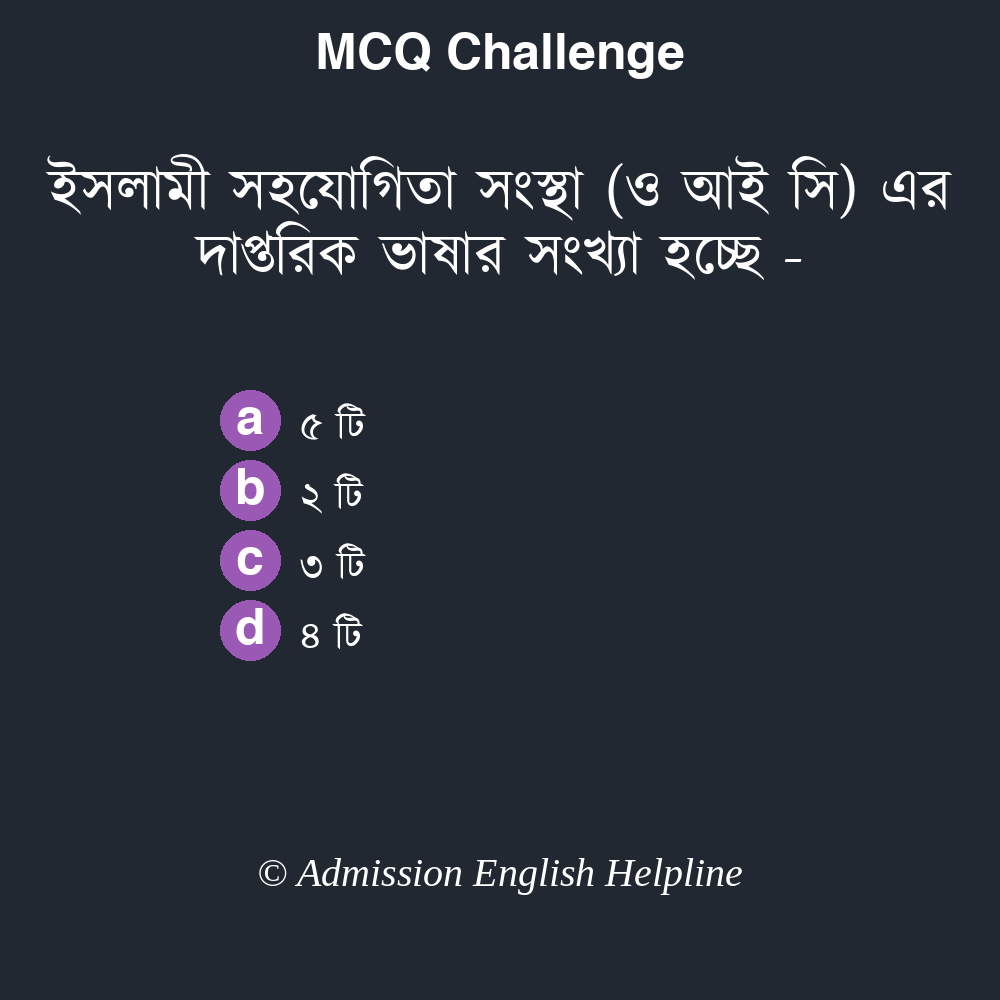 MCQ Challenge
ইসলামী সহযোগিতা সংস্থা (ও আই সি) এর
দাপ্তরিক ভাষার সংখ্যা হচ্ছে -
a ৫ টি
b ২ টি
c ৩ টি
d ৪ টি
© Admission English Helpline